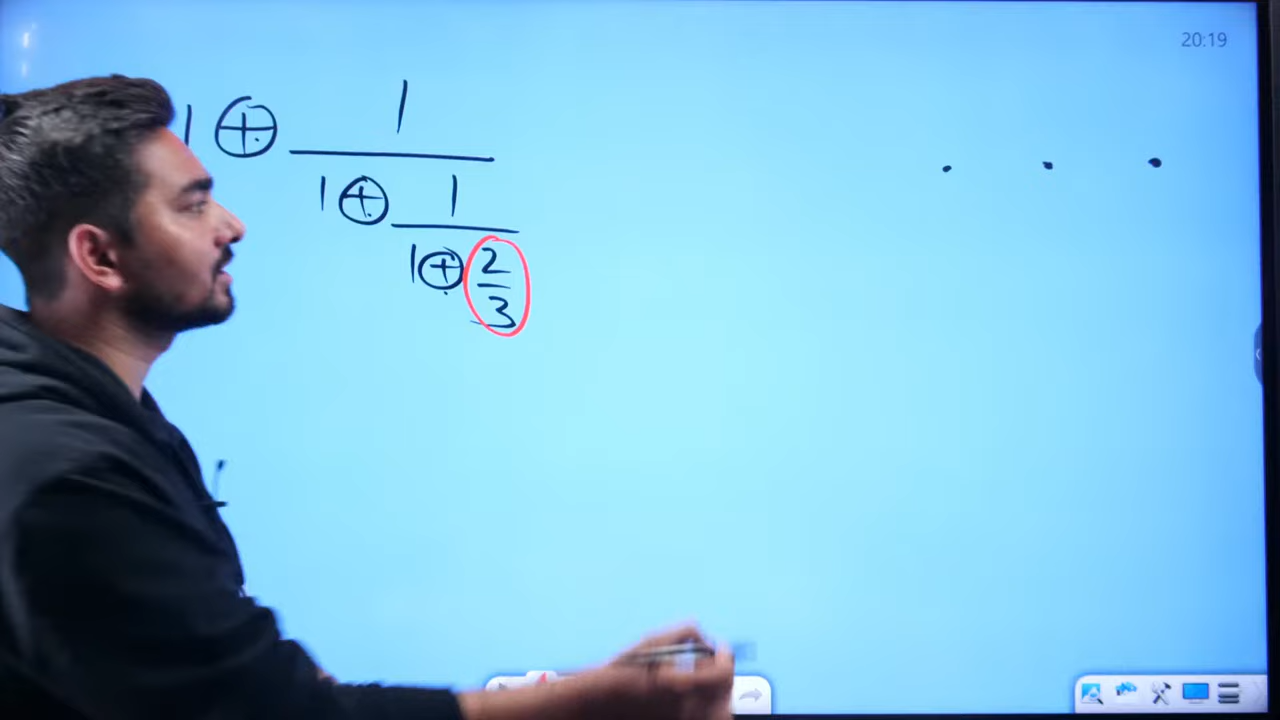 20:19
1 ⊕ 1
1 ⊕ 1
1 ⊕ 2
3